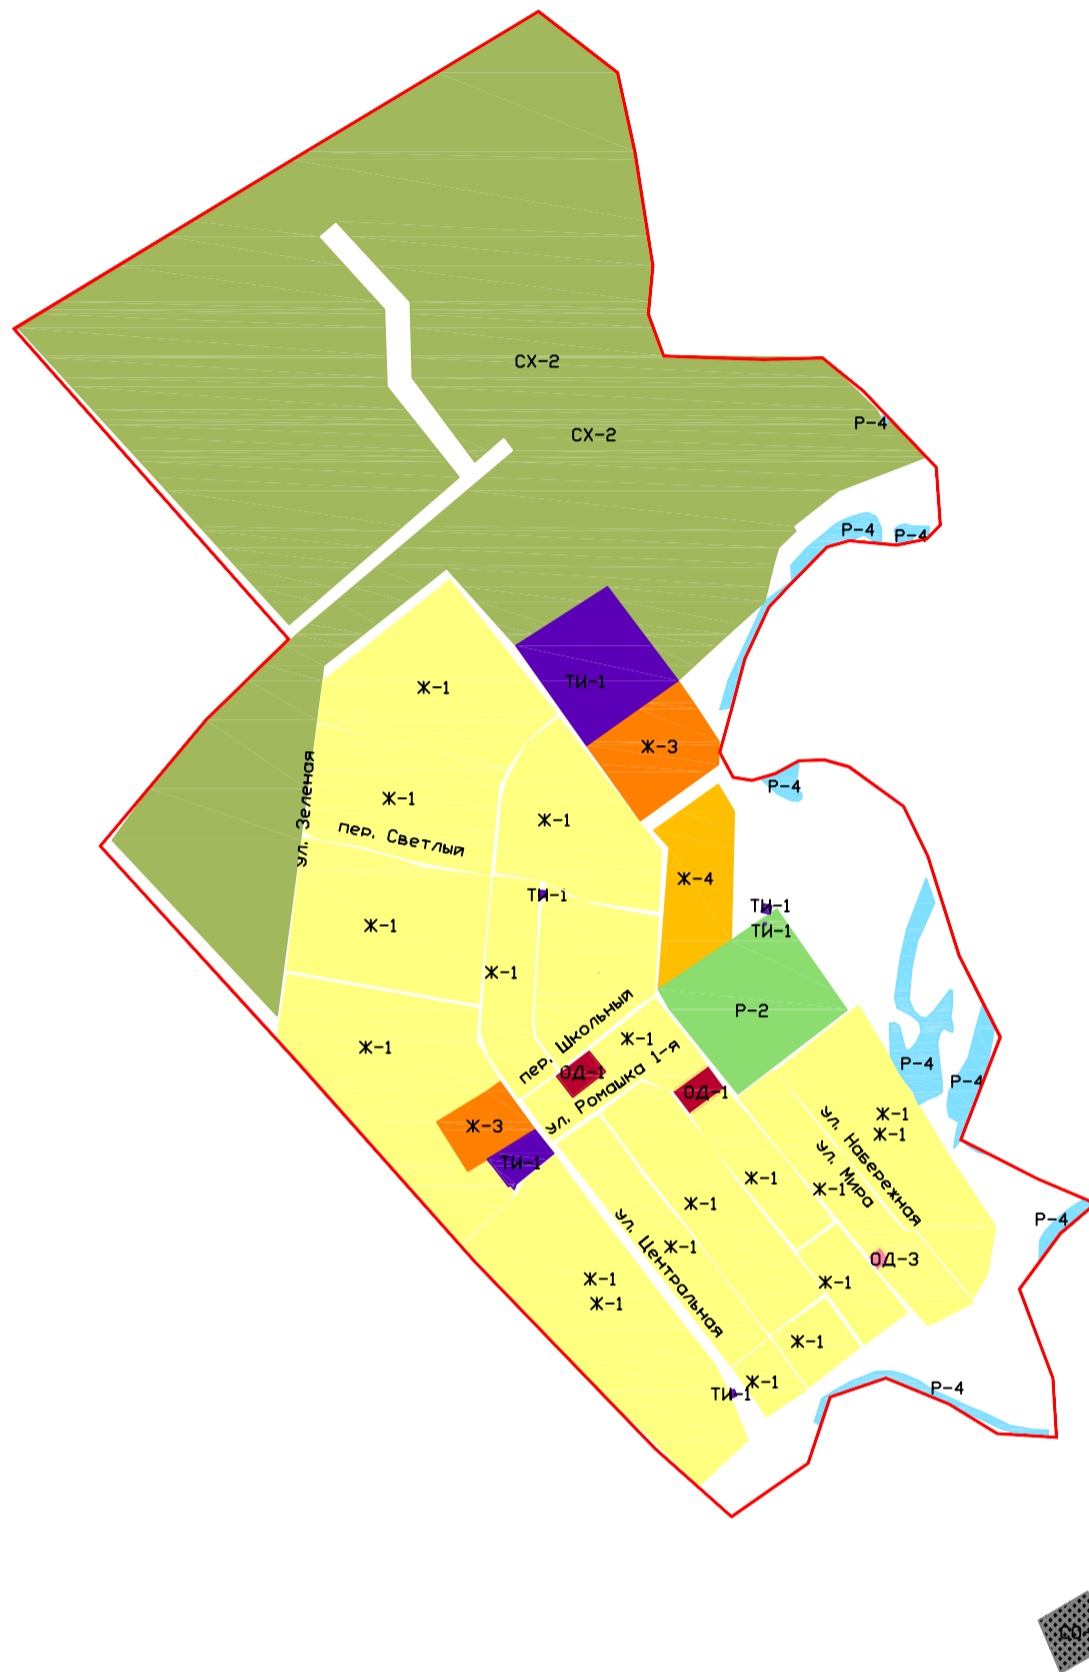 СХ-2
Р-4
СХ-2
Р-4
Р-4
ТИ-1
Ж-1
Ж-3
Р-4
ул. Зеленая
Ж-1
Ж-1
пер. Светлый
Ж-4
ТИ-1
ТИ-1
Ж-1
ТИ-1
Ж-1
Р-2
пер. Школьный
Ж-1
Ж-1
Р-4
ОД-1
Р-4
ул. Ромашка 1-я
ОД-1
Ж-1
Ж-3
Ж-1
ул. Набережная
ТИ-1
ул. Мира
Ж-1
Ж-1
Ж-1
Р-4
ул. Центральная
Ж-1
ОД-3
Ж-1
Ж-1
Ж-1
Ж-1
Ж-1
Р-4
ТИ-1